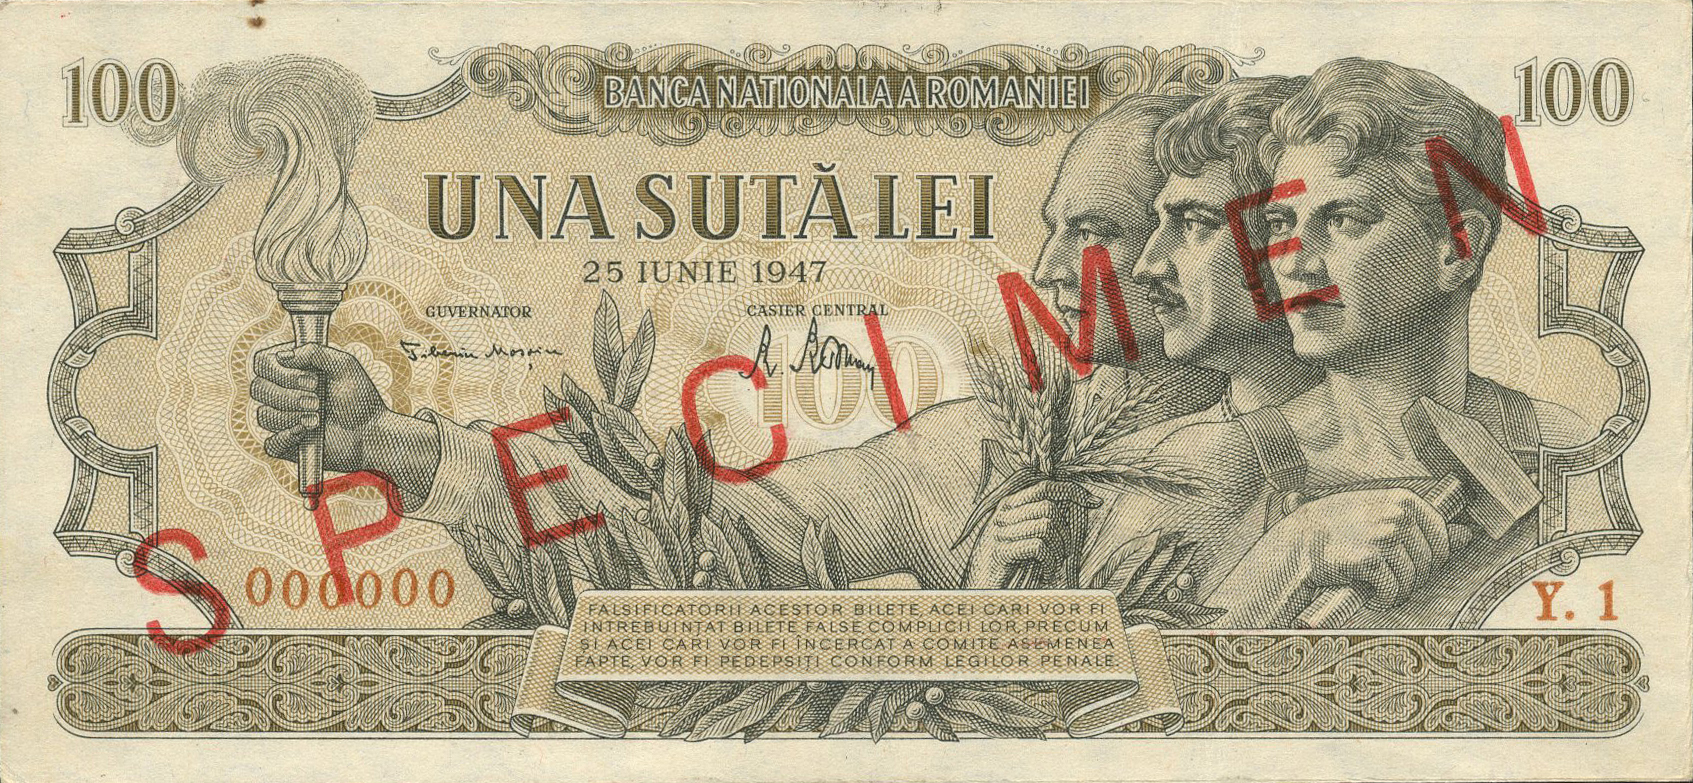 100
BANCA NATIONALA A ROMANIEI
100
UNA SUTĂ LEI
25 IUNIE 1947
GUVERNATOR
CASIER CENTRAL
100
SPECIMEN
000000
Y. 1
FALSIFICATORII ACESTOR BILETE, ACEI CARI VOR FI
INTREBUINTAT BILETE FALSE, COMPLICII LOR, PRECUM
ȘI ACEI CARI VOR FI ÎNCERCAT A COMITE ASEMENEA
FAPTE, VOR FI PEDEPSIȚI CONFORM LEGILOR PENALE.